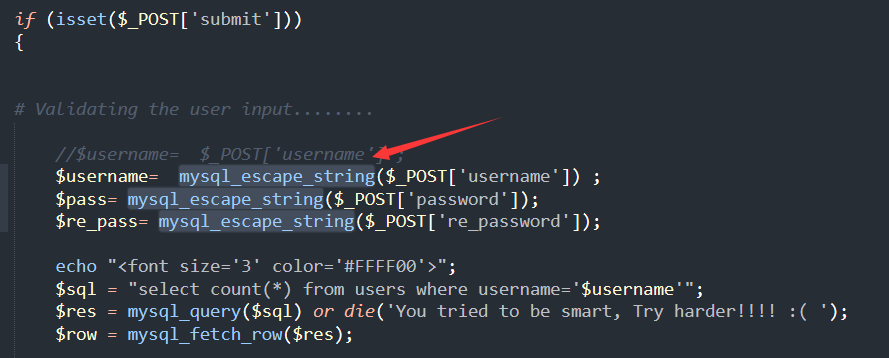 if (isset($_POST['submit']))
{
# Validating the user input........
//$username=  $_POST['username'] ;
$username=  mysql_escape_string($_POST['username']) ;
$pass= mysql_escape_string($_POST['password']);
$re_pass= mysql_escape_string($_POST['re_password']);
echo "<font size='3' color='#FFFF00'>";
$sql = "select count(*) from users where username='$username'";
$res = mysql_query($sql) or die('You tried to be smart, Try harder!!!! :( ');
$row = mysql_fetch_row($res);